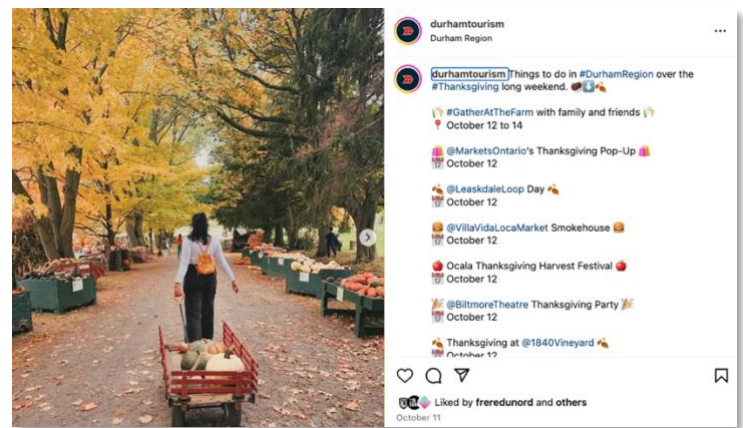 durhamtourism
Durham Region
durhamtourism Things to do in #DurhamRegion over the
#Thanksgiving long weekend.
#GatherAtTheFarm with family and friends
October 12 to 14
@MarketsOntario's Thanksgiving Pop-Up
October 12
@LeaskdaleLoop Day
October 12
@VillaVidaLocaMarket Smokehouse
October 12
Ocala Thanksgiving Harvest Festival
October 12
@BiltmoreTheatre Thanksgiving Party
October 12
Thanksgiving at @1840Vineyard
October 12
Liked by freredunord and others
October 11